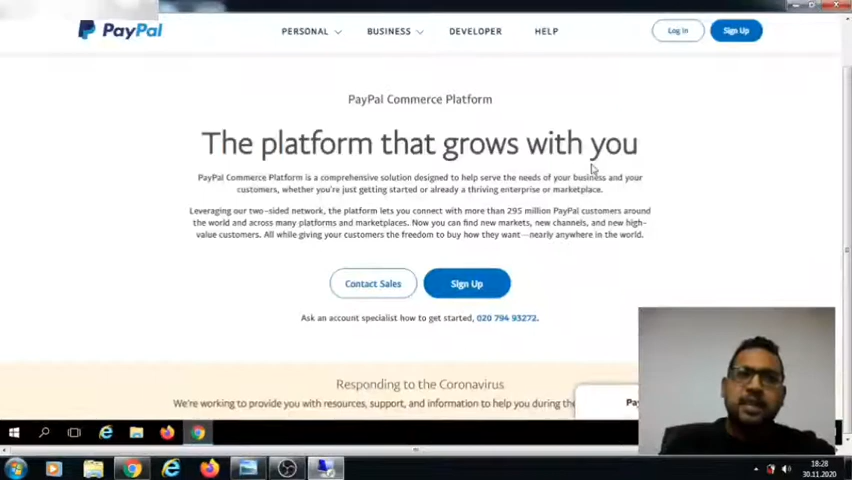 PayPal
PERSONAL
BUSINESS
DEVELOPER
HELP
Log in
Sign Up
PayPal Commerce Platform
The platform that grows with you
PayPal Commerce Platform is a comprehensive solution designed to help serve the needs of your business and your
customers, whether you're just getting started or already a thriving enterprise or marketplace.
Leveraging our two-sided network, the platform lets you connect with more than 295 million PayPal customers around
the world and across many platforms and marketplaces. Now you can find new markets, new channels, and new high-
value customers. All while giving your customers the freedom to buy how they want—nearly anywhere in the world.
Contact Sales
Sign Up
Ask an account specialist how to get started, 020 794 93272.
Responding to the Coronavirus
We're working to provide you with resources, support, and information to help you during the
Pay
18:28
30.11.2020